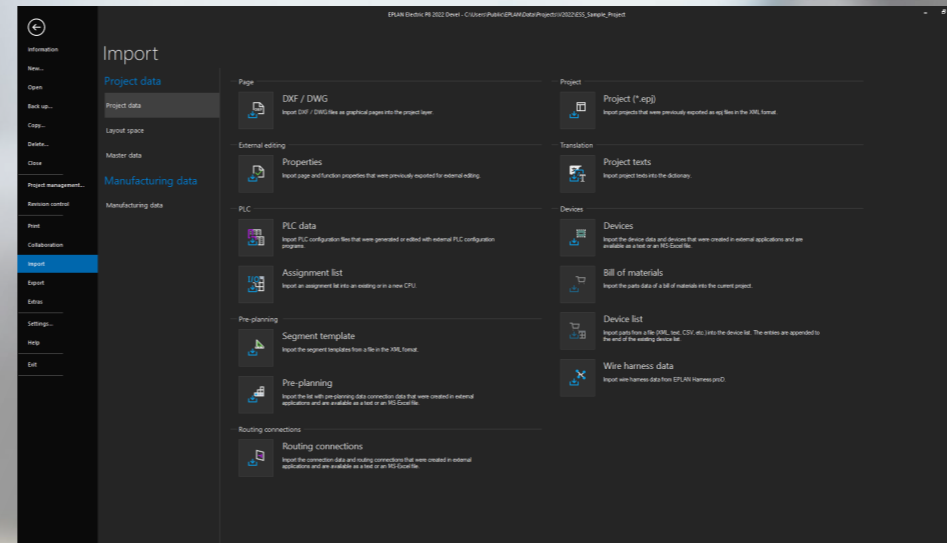 EPLAN Electric P8 2022 Devel - C:\Users\Public\EPLAN\Data\Projects\V2022\ESS_Sample_Project
Information
New...
Open
Back up...
Copy...
Delete...
Close
Project management...
Revision control
Print
Collaboration
Import
Export
Extras
Settings...
Help
Exit
Import
Project data
Project data
Layout space
Master data
Manufacturing data
Manufacturing data
Page
DXF / DWG
Import DXF / DWG files as graphical pages into the project layer.
External editing
Properties
Import page and function properties that were previously exported for external editing.
PLC
PLC data
Import PLC configuration files that were generated or edited with external PLC configuration
programs.
Assignment list
Import an assignment list into an existing or in a new CPU.
Pre-planning
Segment template
Import the segment templates from a file in the XML format.
Pre-planning
Import the list with pre-planning data connection data that were created in external
applications and are available as a text or an MS-Excel file.
Routing connections
Routing connections
Import the connection data and routing connections that were created in external
applications and are available as a text or an MS-Excel file.
Project
Project (*.epj)
Import projects that were previously exported as epj files in the XML format.
Translation
Project texts
Import project texts into the dictionary.
Devices
Devices
Import the device data and devices that were created in external applications and are
available as a text or an MS-Excel file.
Bill of materials
Import the parts data of a bill of materials into the current project.
Device list
Import parts from a file (XML, text, CSV, etc.) into the device list. The entries are appended to
the end of the existing device list.
Wire harness data
Import wire harness data from EPLAN Harness proD.